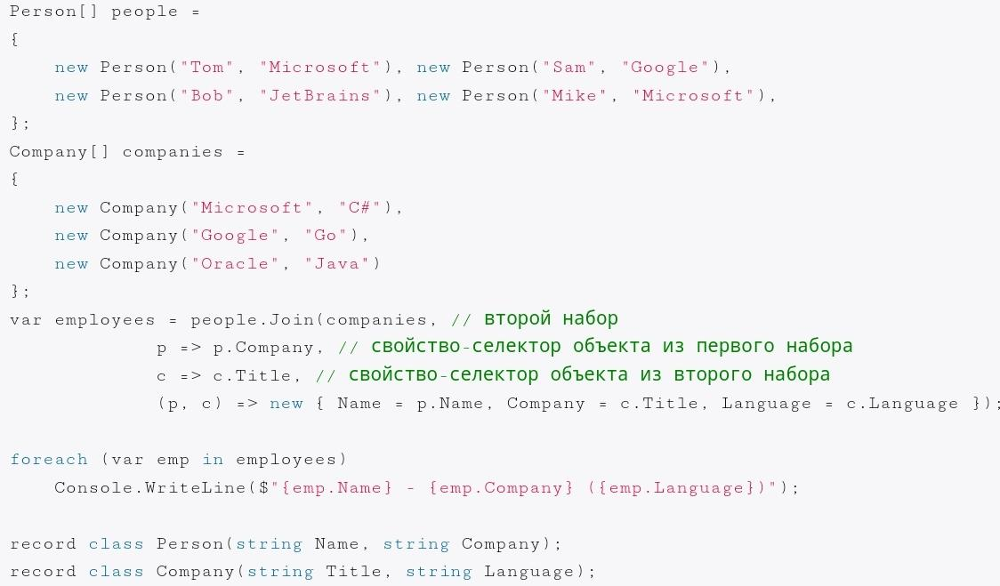 Person[] people =
{
    new Person("Tom", "Microsoft"), new Person("Sam", "Google"),
    new Person("Bob", "JetBrains"), new Person("Mike", "Microsoft"),
};
Company[] companies =
{
    new Company("Microsoft", "C#"),
    new Company("Google", "Go"),
    new Company("Oracle", "Java")
};
var employees = people.Join(companies, // второй набор
             p => p.Company, // свойство-селектор объекта из первого набора
             c => c.Title, // свойство-селектор объекта из второго набора
             (p, c) => new { Name = p.Name, Company = c.Title, Language = c.Language });

foreach (var emp in employees)
    Console.WriteLine($"{emp.Name} - {emp.Company} ({emp.Language})");

record class Person(string Name, string Company);
record class Company(string Title, string Language);